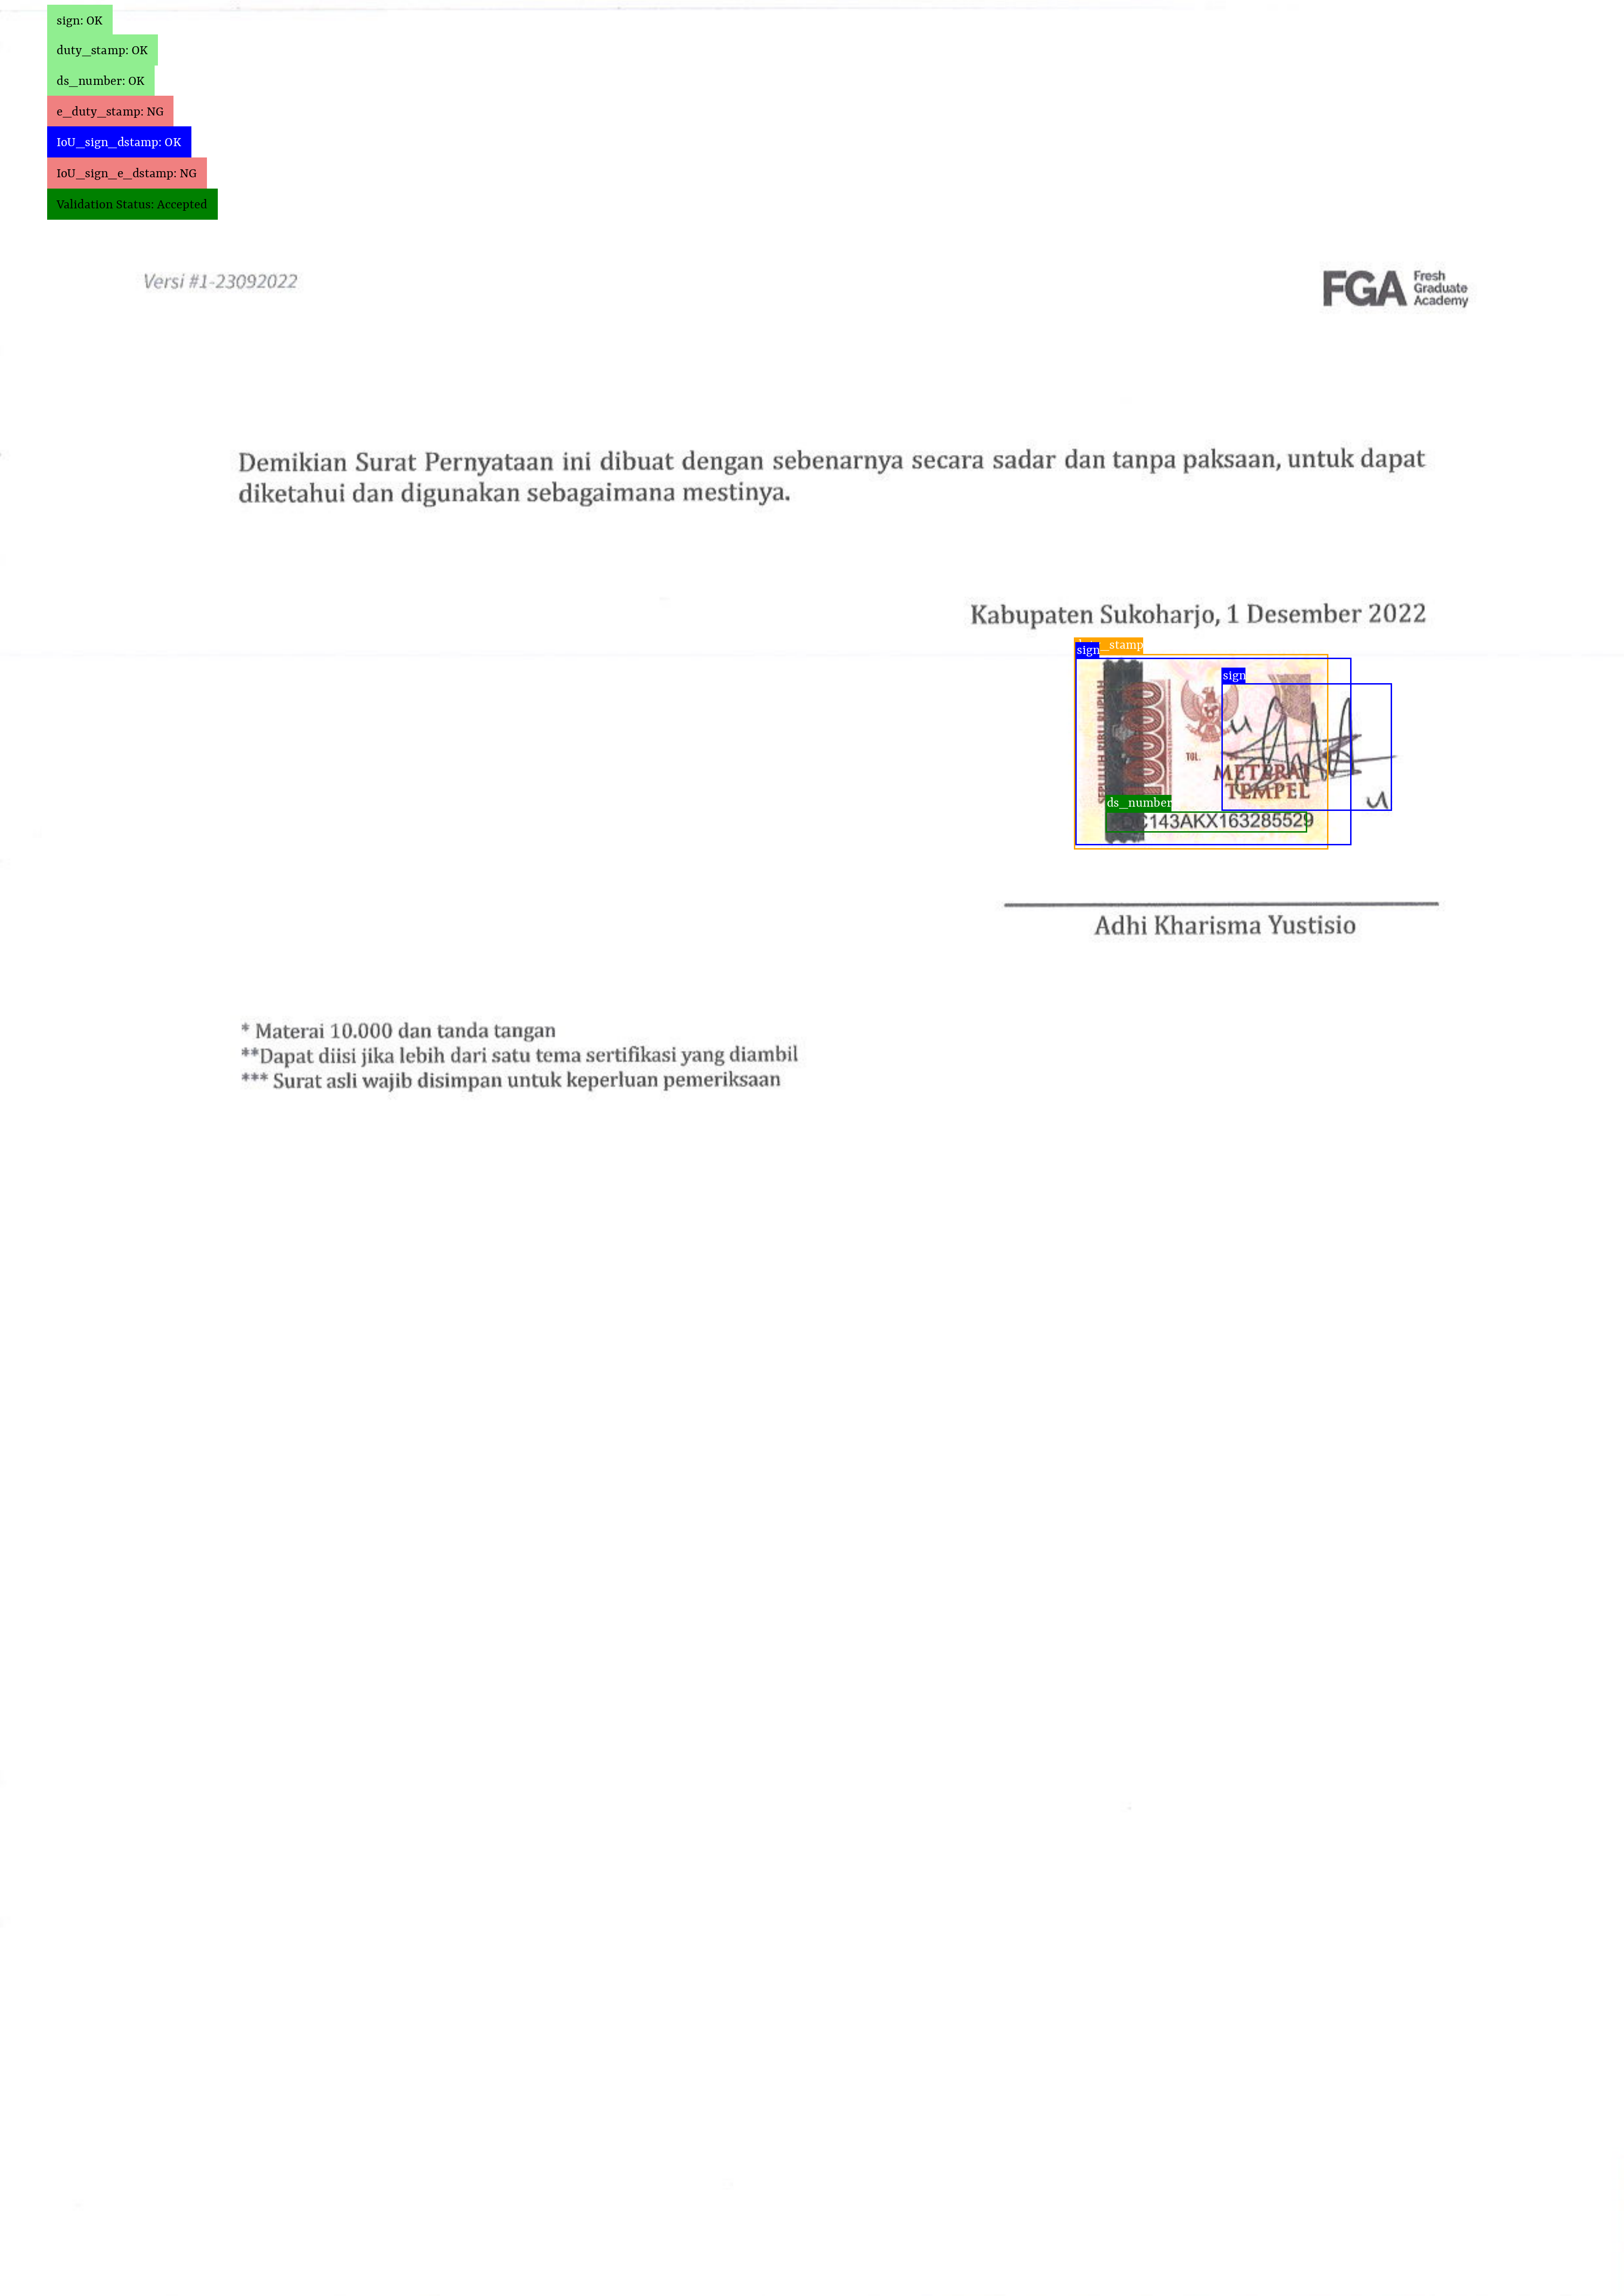 sign: OK
duty_stamp: OK
ds_number: OK
e_duty_stamp: NG
IoU_sign_dstamp: OK
IoU_sign_e_dstamp: NG
Validation Status: Accepted
Versi #1-23092022
FGA Fresh
Graduate
Academy
Demikian Surat Pernyataan ini dibuat dengan sebenarnya secara sadar dan tanpa paksaan, untuk dapat
diketahui dan digunakan sebagaimana mestinya.
Kabupaten Sukoharjo, 1 Desember 2022
_stamp
sign
sign
SEPULUH RIBU RUPIAH
TGL.
METERAI
TEMPEL
ds_number
C143AKX163285529
Adhi Kharisma Yustisio
* Materai 10.000 dan tanda tangan
**Dapat diisi jika lebih dari satu tema sertifikasi yang diambil
*** Surat asli wajib disimpan untuk keperluan pemeriksaan